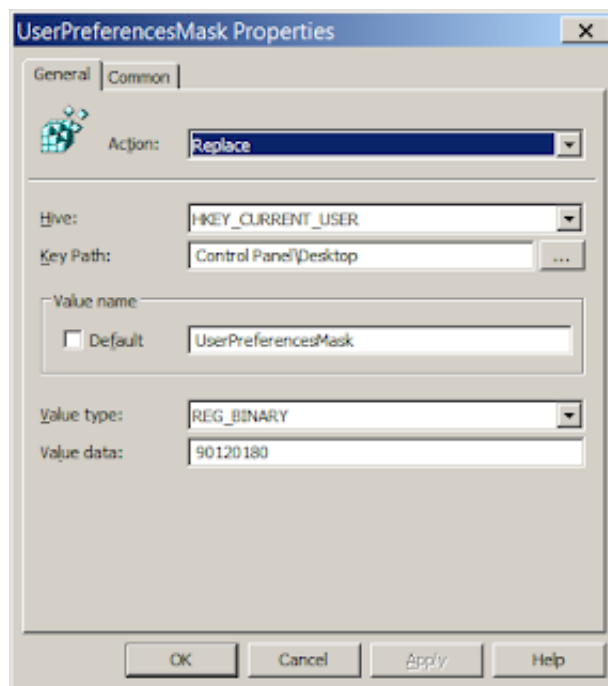 UserPreferencesMask Properties
General Common
Action: Replace
Hive: HKEY_CURRENT_USER
Key Path: Control Panel\Desktop ...
Value name
Default UserPreferencesMask
Value type: REG_BINARY
Value data: 90120180
OK Cancel Apply Help